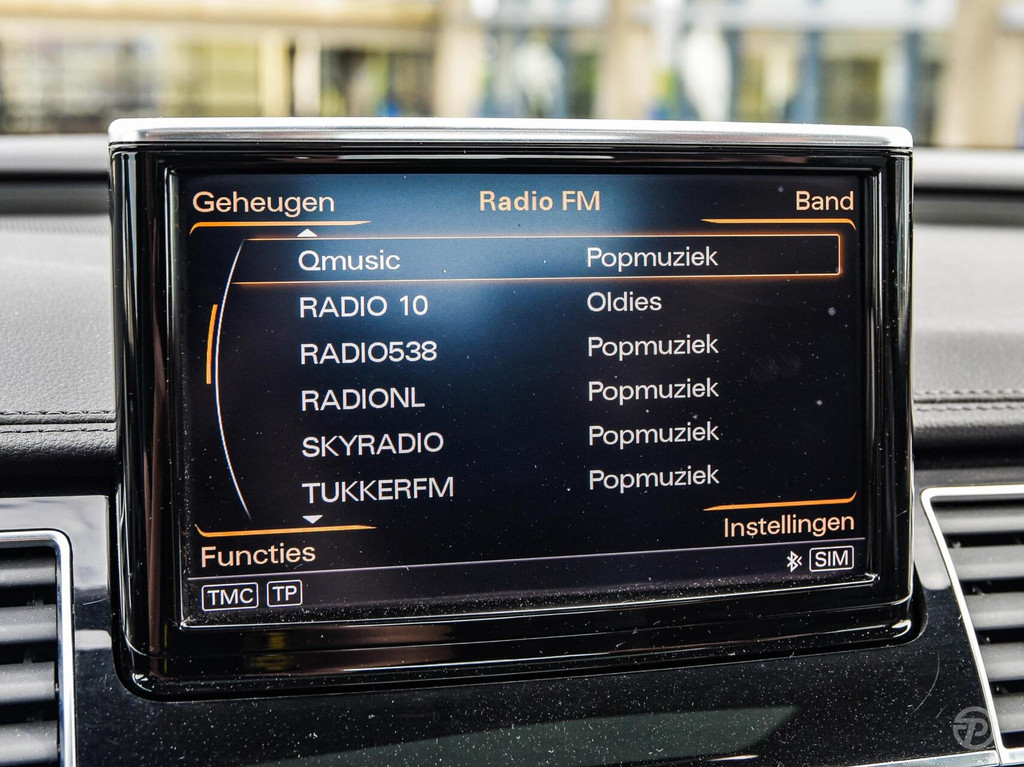 Geheugen Radio FM Band
Qmusic Popmuziek
RADIO 10 Oldies
RADIO538 Popmuziek
RADIONL Popmuziek
SKYRADIO Popmuziek
TUKKERFM Popmuziek
Functies Instellingen
TMC TP SIM